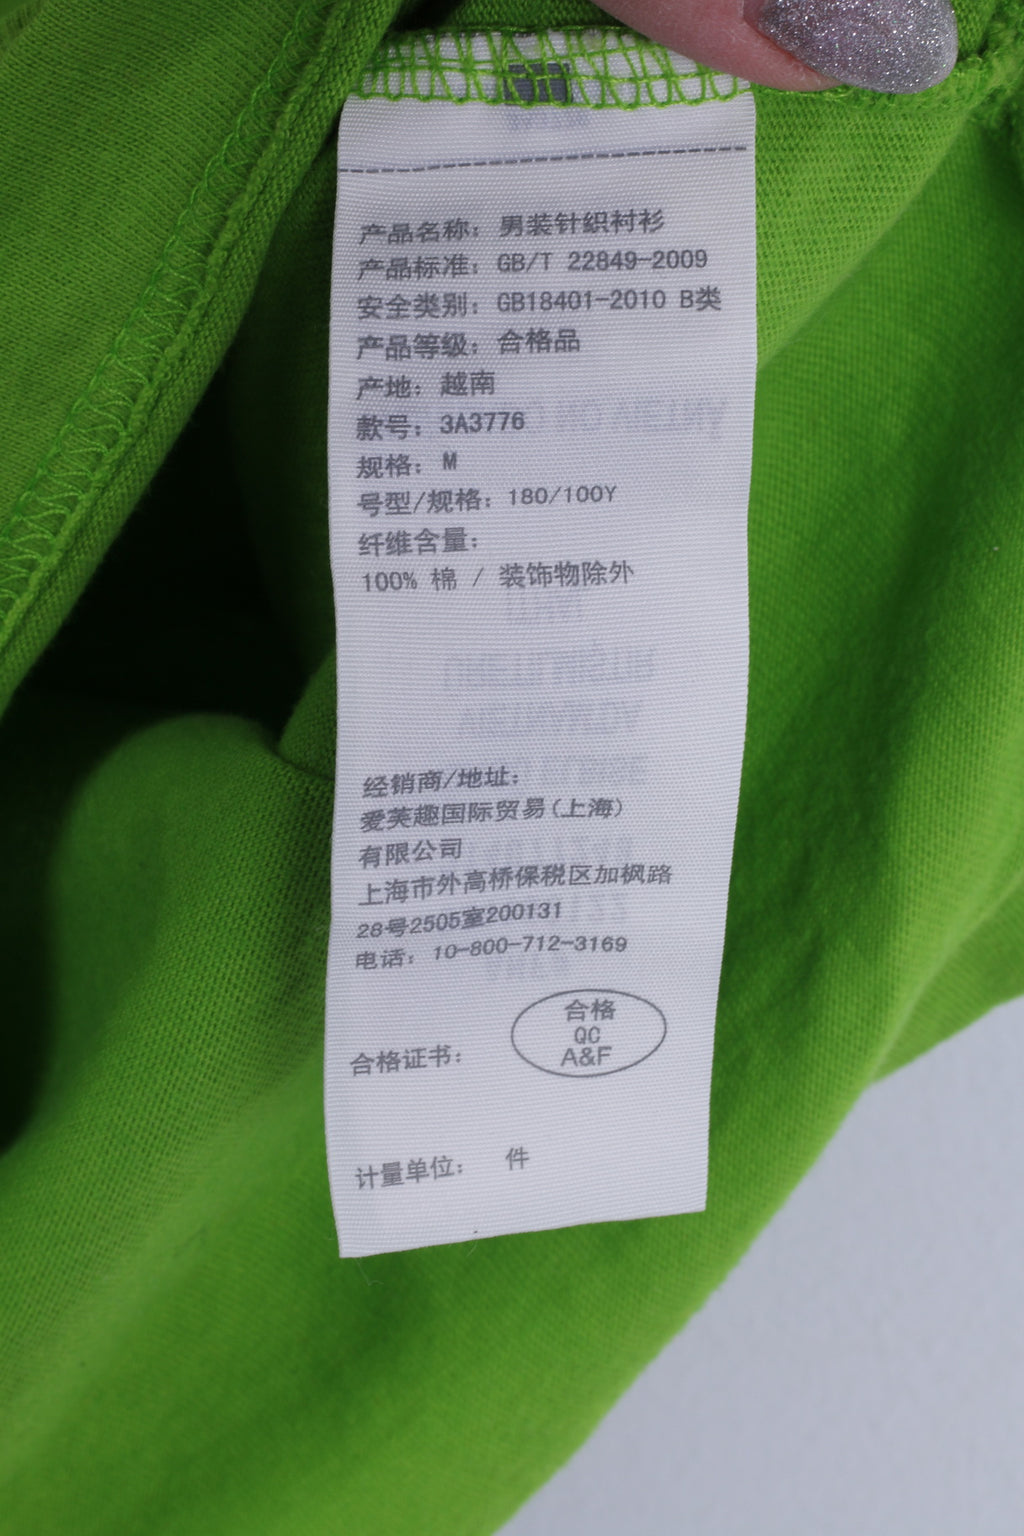 产品名称：男装针织衬衫
产品标准：GB/T 22849-2009
安全类别：GB18401-2010 B类
产品等级：合格品
产地：越南
款号：3A3776
规格：M
号型/规格：180/100Y
纤维含量：
100% 棉 / 装饰物除外
经销商/地址：
爱芙趣国际贸易(上海)
有限公司
上海市外高桥保税区加枫路
28号2505室200131
电话：10-800-712-3169
合格
QC
A&F
合格证书：
计量单位： 件